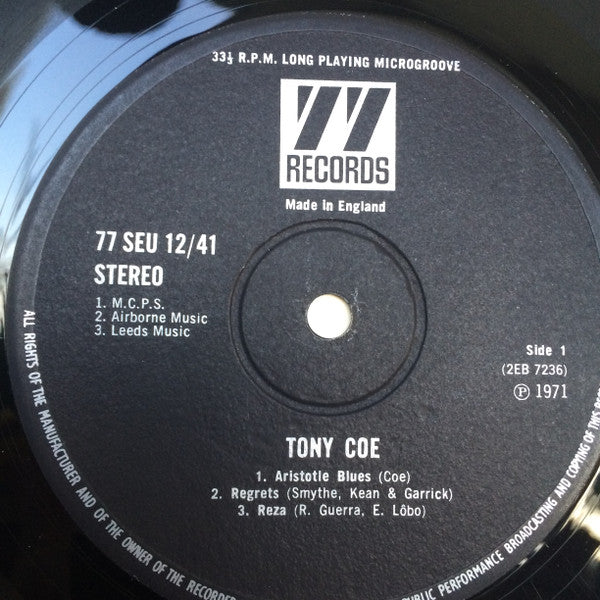 33⅓ R.P.M. LONG PLAYING MICROGROOVE
77
RECORDS
Made in England
77 SEU 12/41
STEREO
1. M.C.P.S.
2. Airborne Music
3. Leeds Music
Side 1
(2EB 7236)
Ⓟ 1971
TONY COE
1. Aristotle Blues (Coe)
2. Regrets (Smythe, Kean & Garrick)
3. Reza (R. Guerra, E. Lôbo)
ALL RIGHTS OF THE MANUFACTURER AND OF THE OWNER OF THE RECORDED
PUBLIC PERFORMANCE BROADCASTING AND COPYING OF THIS